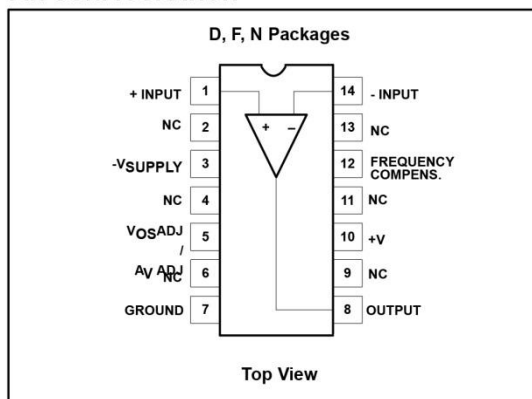 D, F, N Packages
+ INPUT 1
NC 2
-VSUPPLY 3
NC 4
VOSADJ 5
/
AV ADJ
NC 6
GROUND 7
14 - INPUT
13 NC
12 FREQUENCY
COMPENS.
11 NC
10 +V
9 NC
8 OUTPUT
+ −
Top View